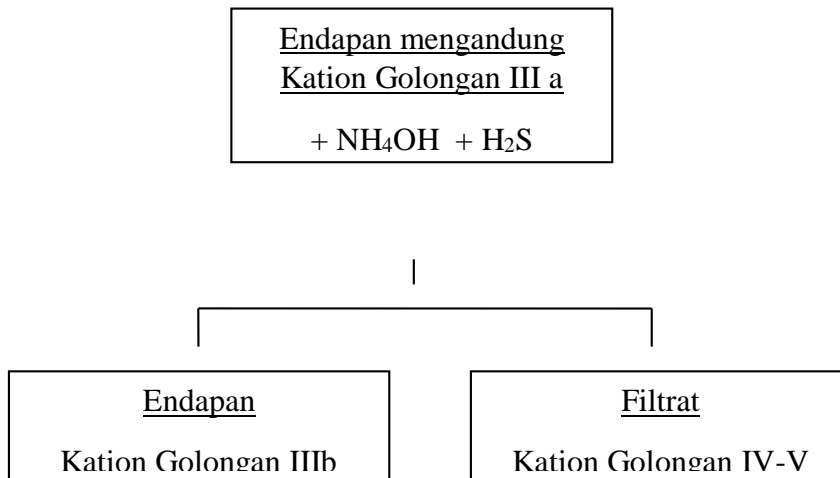 Endapan mengandung
Kation Golongan III a
+ NH₄OH + H₂S
Endapan
Filtrat
Kation Golongan IIIb
Kation Golongan IV-V